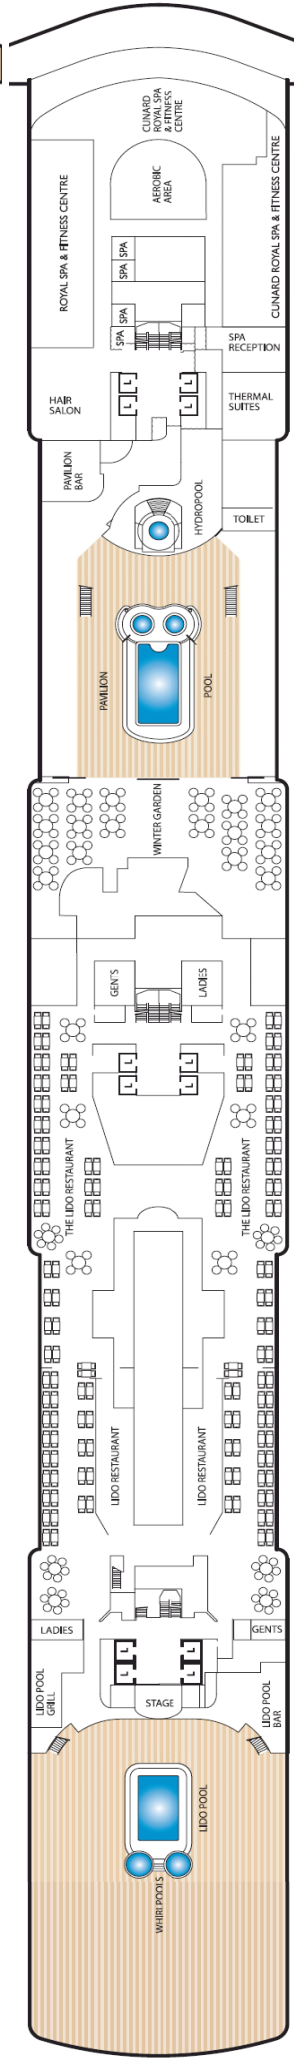 CUNARD
ROYAL SPA
& FITNESS
CENTRE
AEROBIC
AREA
ROYAL SPA & FITNESS CENTRE
CUNARD ROYAL SPA & FITNESS CENTRE
SPA
SPA
SPA
SPA
SPA
RECEPTION
HAIR
SALON
L
L
L
L
THERMAL
SUITES
PAVILION
BAR
HYDROPOOL
TOILET
PAVILION
POOL
WINTER GARDEN
GENTS
LADIES
L
L
L
L
THE LIDO RESTAURANT
THE LIDO RESTAURANT
LIDO RESTAURANT
LIDO RESTAURANT
LADIES
GENTS
L
L
L
L
LIDO POOL
GRILL
STAGE
LIDO POOL
BAR
LIDO POOL
WHIRLPOOLS